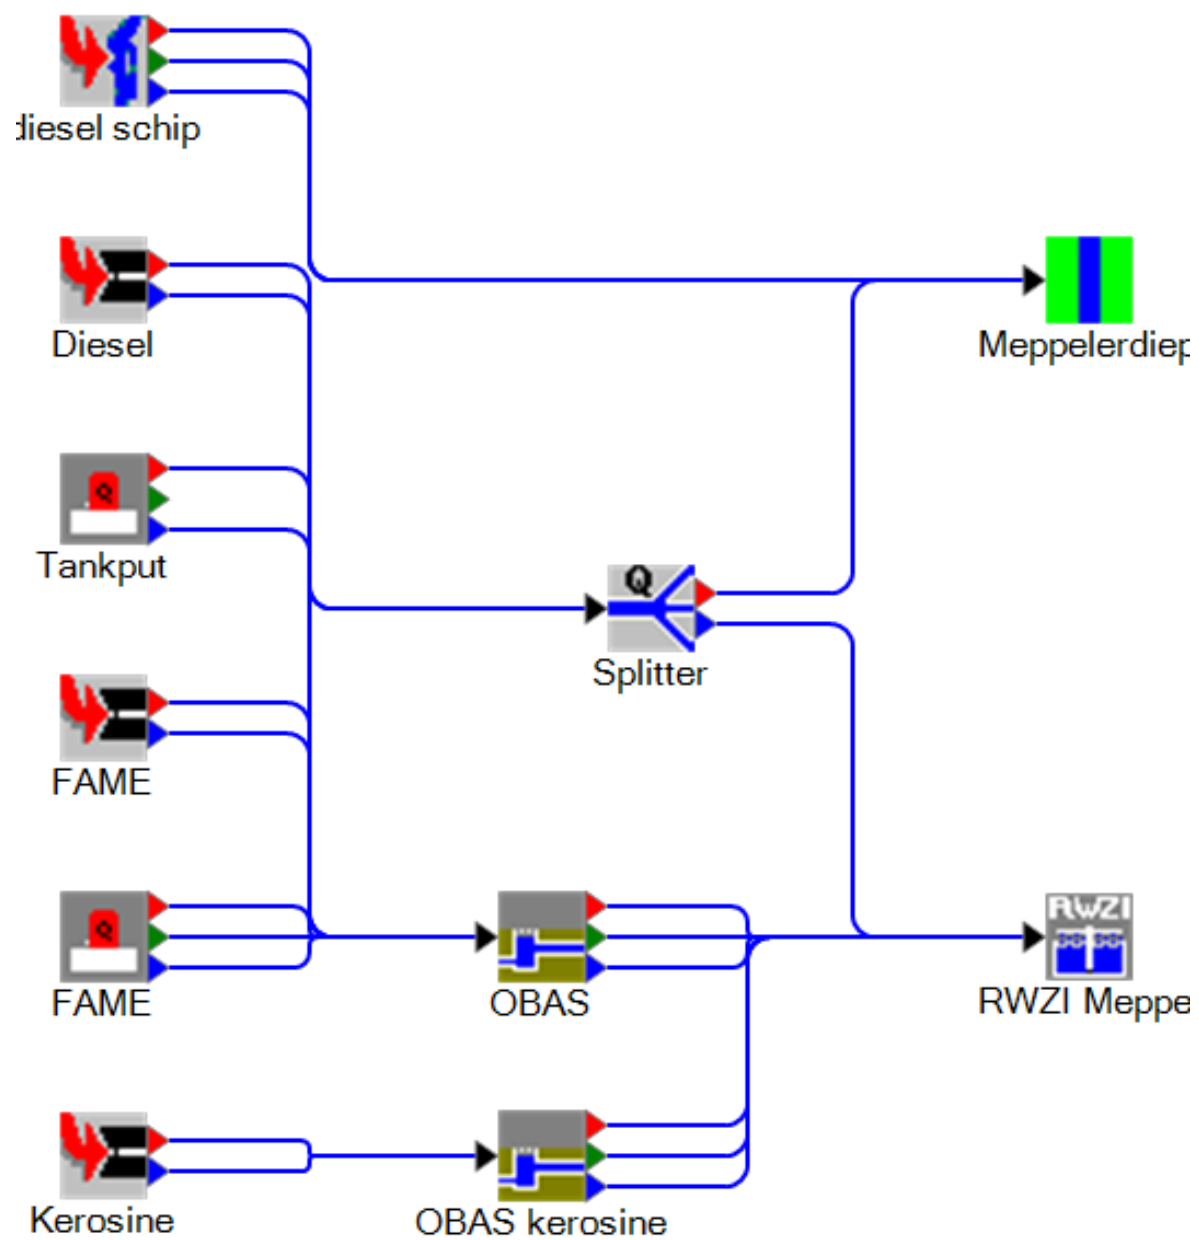 diesel schip
Diesel
Meppelerdiep
Q
Tankput
Q
Splitter
FAME
Q
FAME
OBAS
RWZI
RWZI Meppe
Kerosine
OBAS kerosine